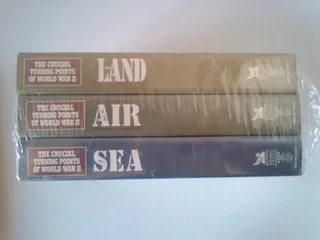 THE CRUCIAL
TURNING POINTS
OF WORLD WAR II
LAND
THE CRUCIAL
TURNING POINTS
OF WORLD WAR II
AIR
THE CRUCIAL
TURNING POINTS
OF WORLD WAR II
SEA